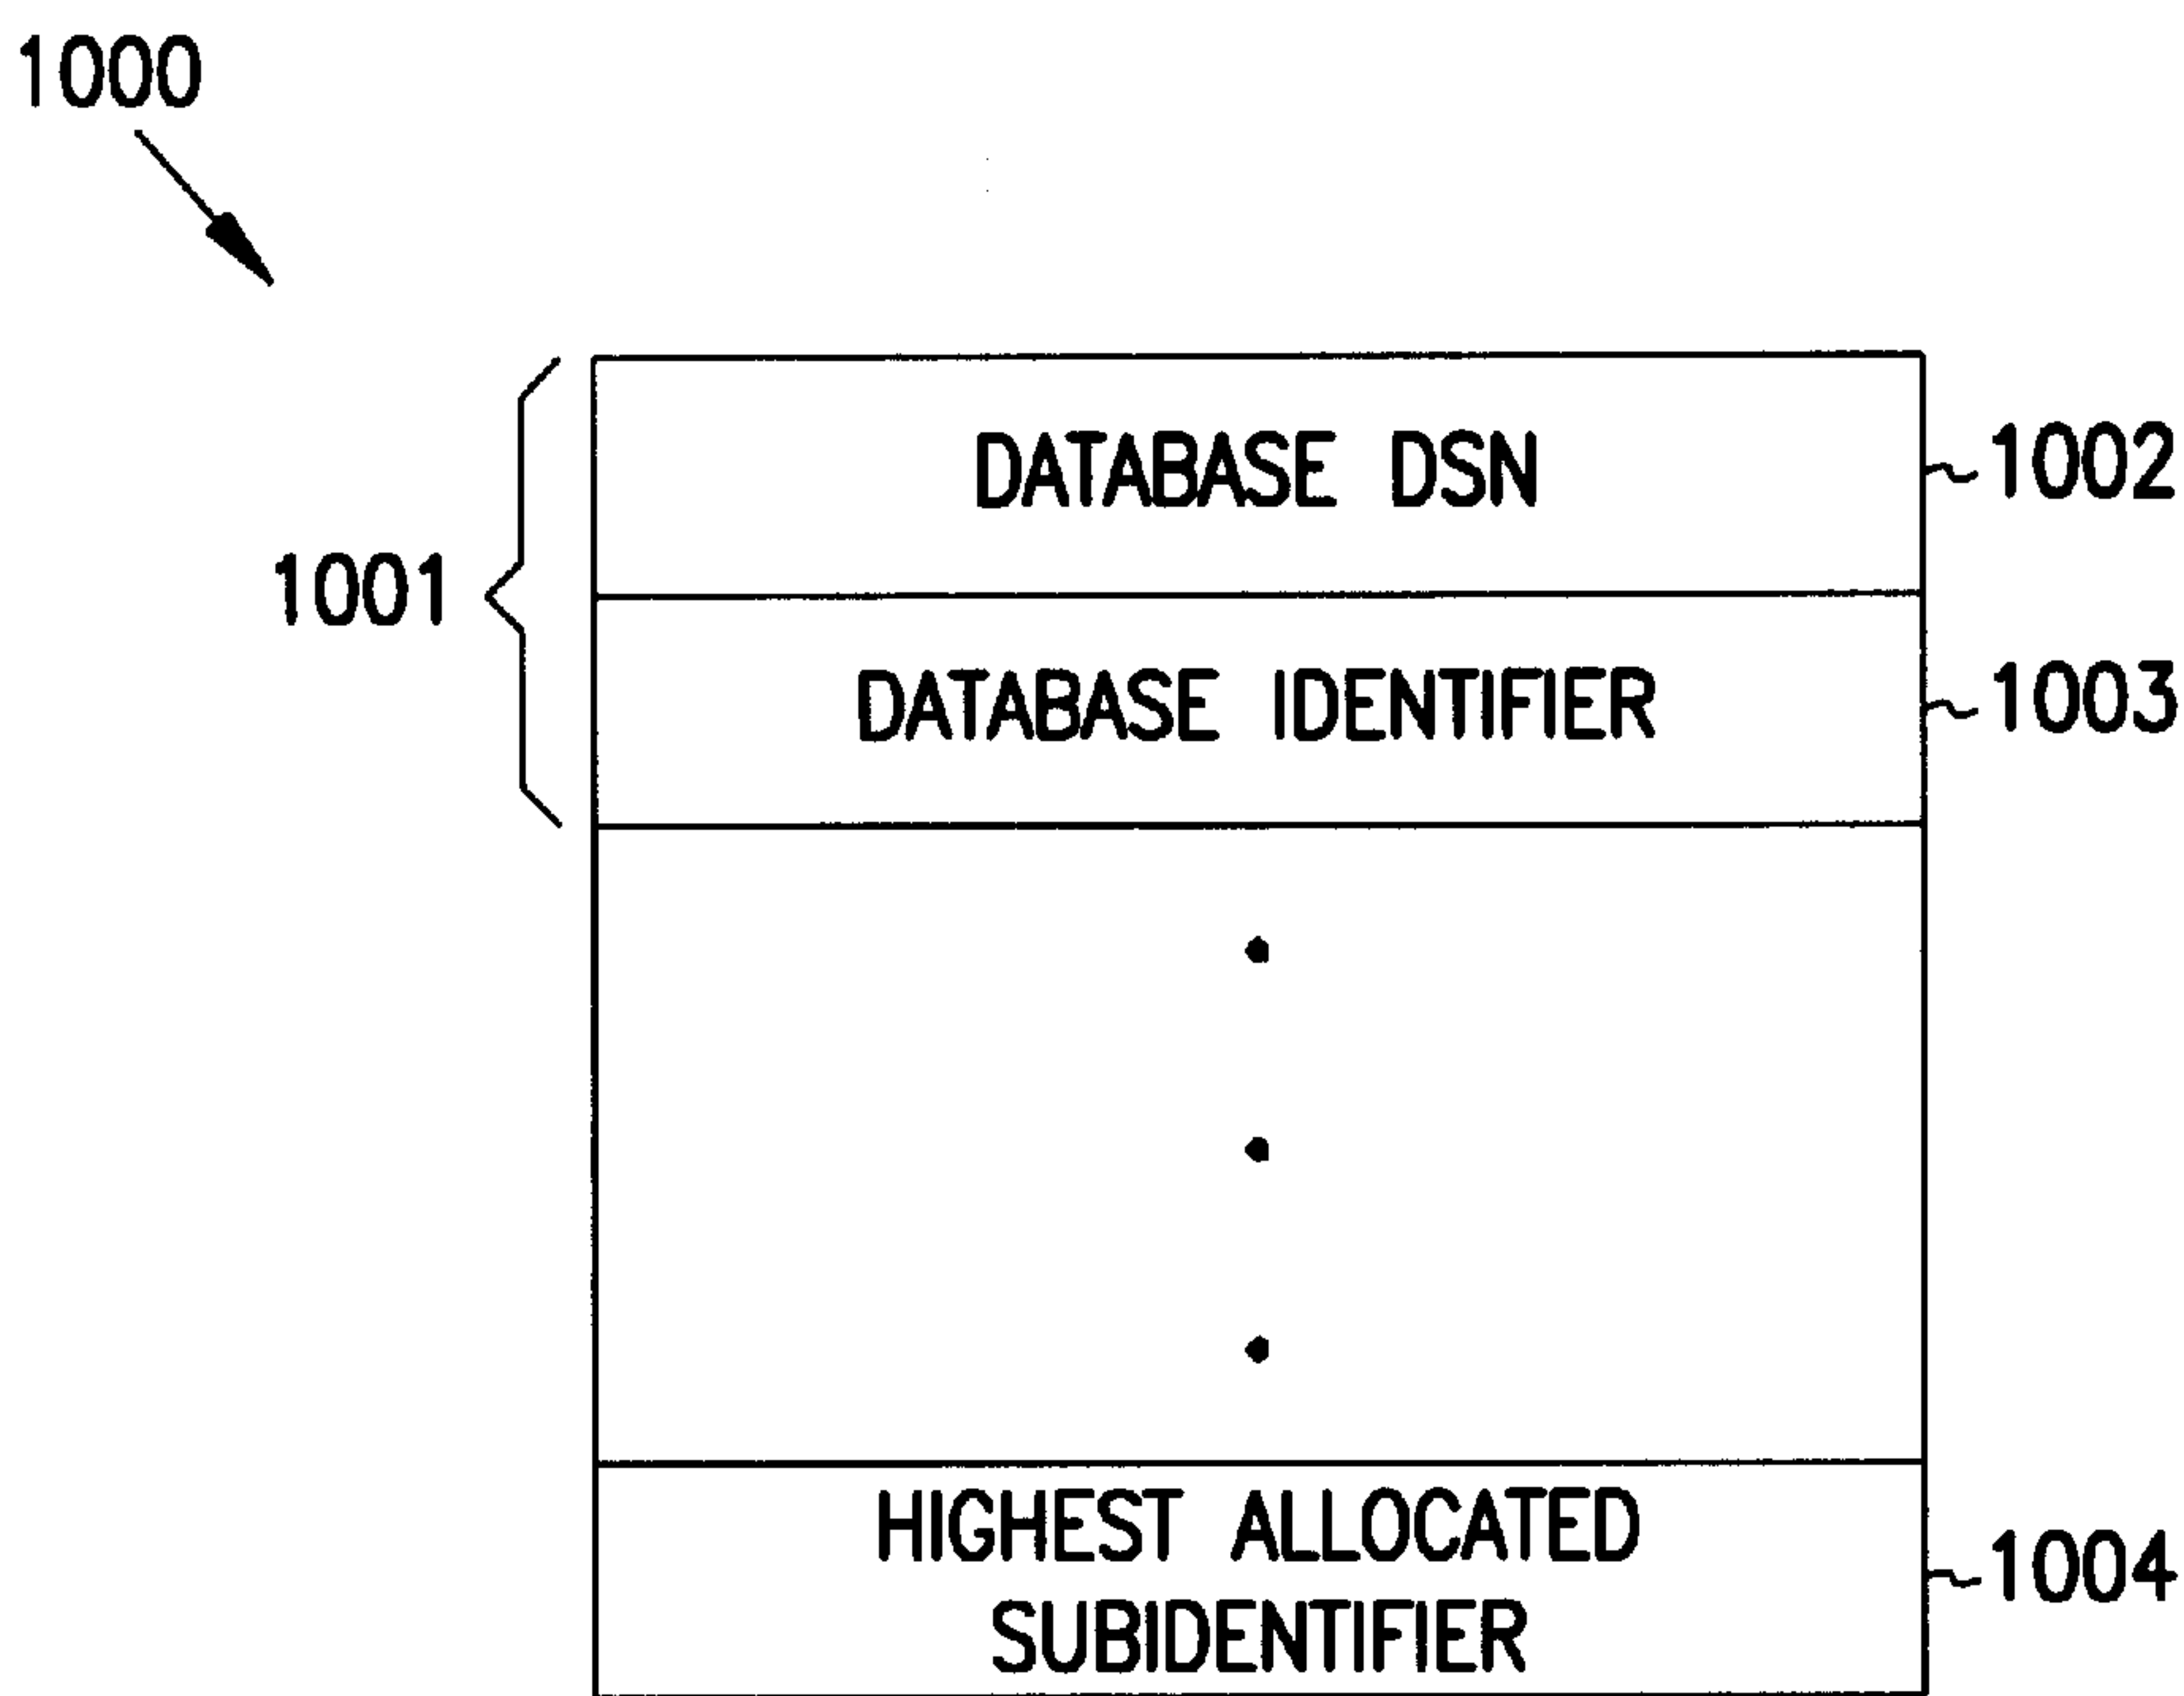 1000
DATABASE DSN
1002
1001
DATABASE IDENTIFIER
1003
HIGHEST ALLOCATED
SUBIDENTIFIER
1004